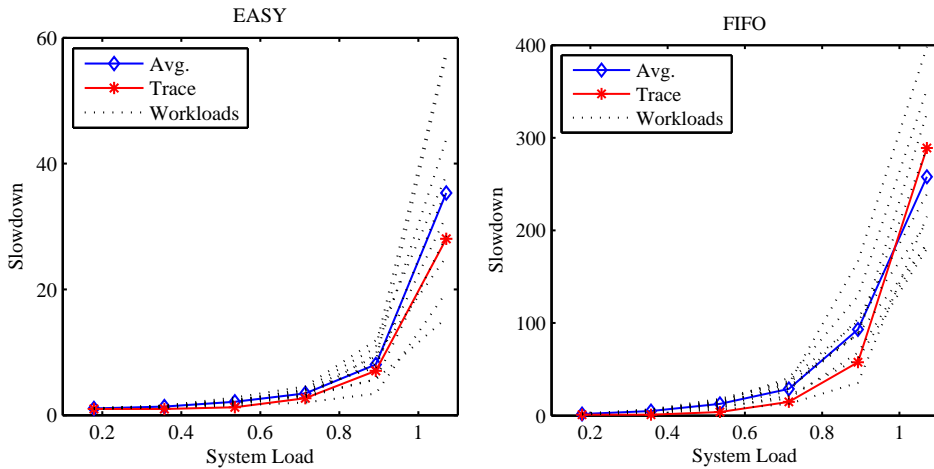 EASY
60
40
20
0
Slowdown
0.2 0.4 0.6 0.8 1
System Load
Avg.
Trace
Workloads
FIFO
400
300
200
100
0
Slowdown
0.2 0.4 0.6 0.8 1
System Load
Avg.
Trace
Workloads